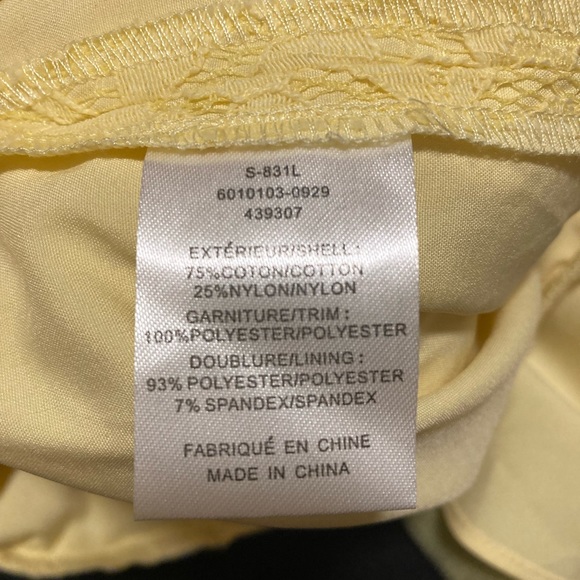 S-831L
6010103-0929
439307
EXTÉRIEUR/SHELL :
75%COTON/COTTON
25%NYLON/NYLON
GARNITURE/TRIM :
100%POLYESTER/POLYESTER
DOUBLURE/LINING :
93% POLYESTER/POLYESTER
7% SPANDEX/SPANDEX
FABRIQUÉ EN CHINE
MADE IN CHINA